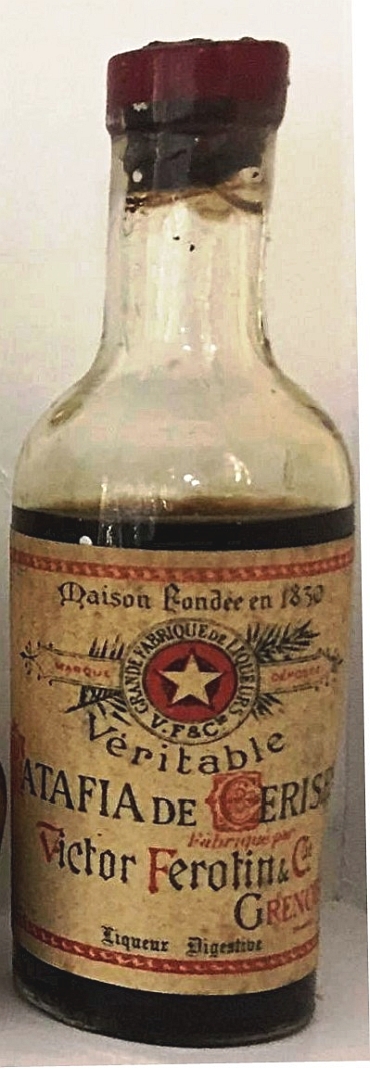 Maison Fondée en 1830
GRANDE FABRIQUE DE LIQUEURS
MARQUE
DÉPOSÉE
V.F & Cie
Véritable
RATAFIA DE CERISE
Fabriqué par
Victor Ferotin & Cie
GRENO
Liqueur Digestive